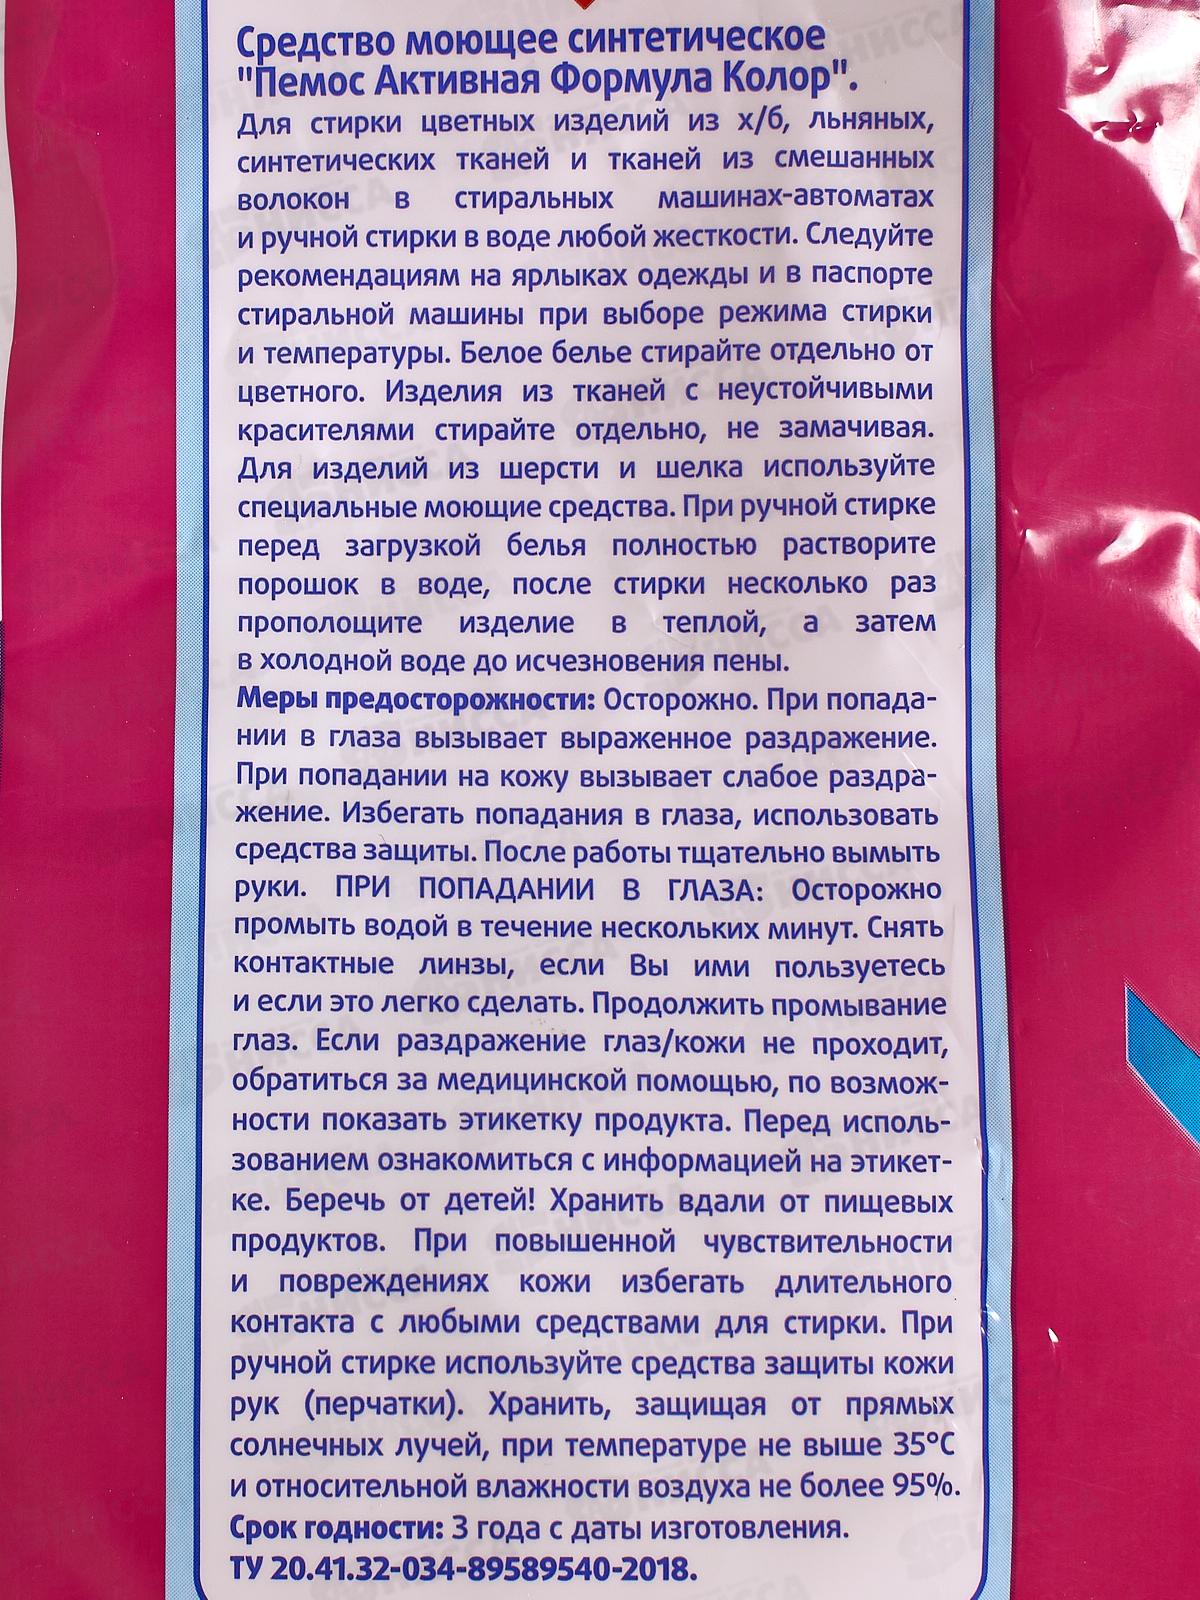 Средство моющее синтетическое
"Пемос Активная Формула Колор".
Для стирки цветных изделий из х/б, льняных,
синтетических тканей и тканей из смешанных
волокон в стиральных машинах-автоматах
и ручной стирки в воде любой жесткости. Следуйте
рекомендациям на ярлыках одежды и в паспорте
стиральной машины при выборе режима стирки
и температуры. Белое белье стирайте отдельно от
цветного. Изделия из тканей с неустойчивыми
красителями стирайте отдельно, не замачивая.
Для изделий из шерсти и шелка используйте
специальные моющие средства. При ручной стирке
перед загрузкой белья полностью растворите
порошок в воде, после стирки несколько раз
прополощите изделие в теплой, а затем
в холодной воде до исчезновения пены.
Меры предосторожности: Осторожно. При попада-
нии в глаза вызывает выраженное раздражение.
При попадании на кожу вызывает слабое раздра-
жение. Избегать попадания в глаза, использовать
средства защиты. После работы тщательно вымыть
руки. ПРИ ПОПАДАНИИ В ГЛАЗА: Осторожно
промыть водой в течение нескольких минут. Снять
контактные линзы, если Вы ими пользуетесь
и если это легко сделать. Продолжить промывание
глаз. Если раздражение глаз/кожи не проходит,
обратиться за медицинской помощью, по возмож-
ности показать этикетку продукта. Перед исполь-
зованием ознакомиться с информацией на этикет-
ке. Беречь от детей! Хранить вдали от пищевых
продуктов. При повышенной чувствительности
и повреждениях кожи избегать длительного
контакта с любыми средствами для стирки. При
ручной стирке используйте средства защиты кожи
рук (перчатки). Хранить, защищая от прямых
солнечных лучей, при температуре не выше 35°С
и относительной влажности воздуха не более 95%.
Срок годности: 3 года с даты изготовления.
ТУ 20.41.32-034-89589540-2018.